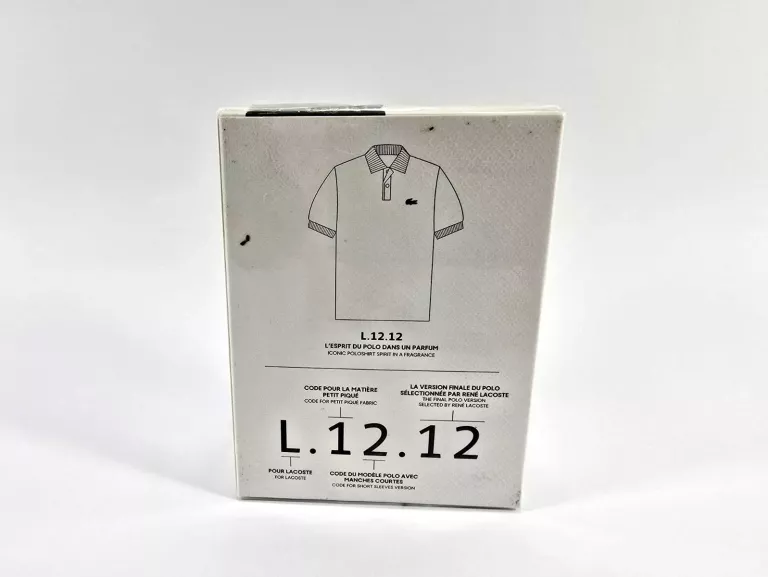 L.12.12
L'ESPRIT DU POLO DANS UN PARFUM
ICONIC POLOSHIRT SPIRIT IN A FRAGRANCE
CODE POUR LA MATIÈRE
PETIT PIQUÉ
CODE FOR PETIT PIQUÉ FABRIC
LA VERSION FINALE DU POLO
SÉLECTIONNÉE PAR RENÉ LACOSTE
THE FINAL POLO VERSION
SELECTED BY RENÉ LACOSTE
L.12.12
POUR LACOSTE
FOR LACOSTE
CODE DU MODÈLE POLO AVEC
MANCHES COURTES
CODE FOR SHORT SLEEVES VERSION